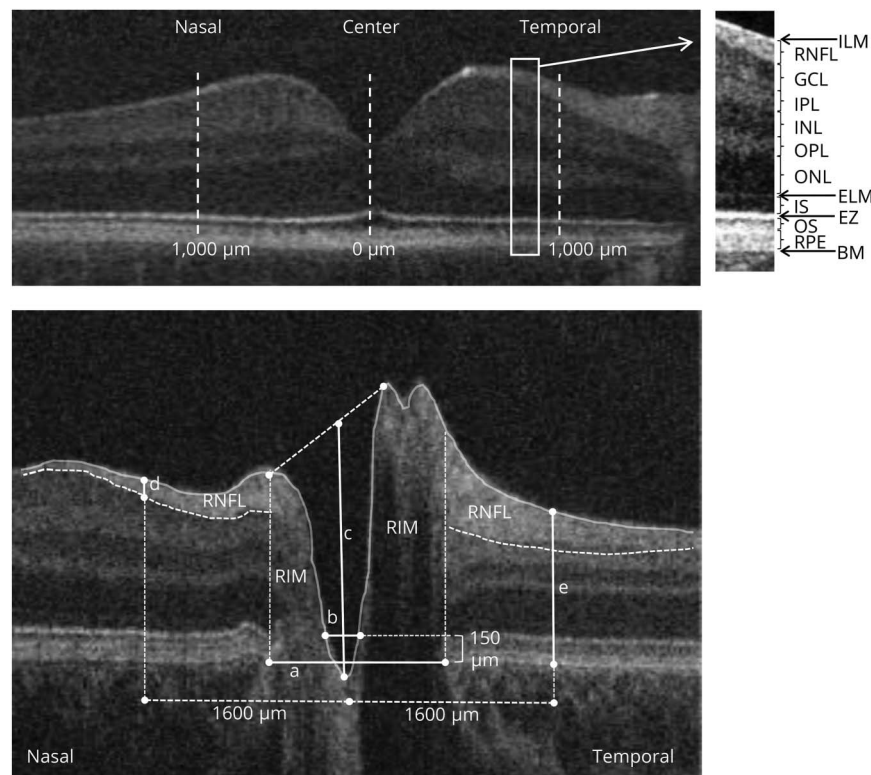 Nasal Center Temporal
1,000 μm 0 μm 1,000 μm
ILM
RNFL
GCL
IPL
INL
OPL
ONL
ELM
IS
EZ
OS
RPE
BM
d
RNFL
RIM
c
RIM
RNFL
b
e
150
μm
a
1600 μm 1600 μm
Nasal Temporal